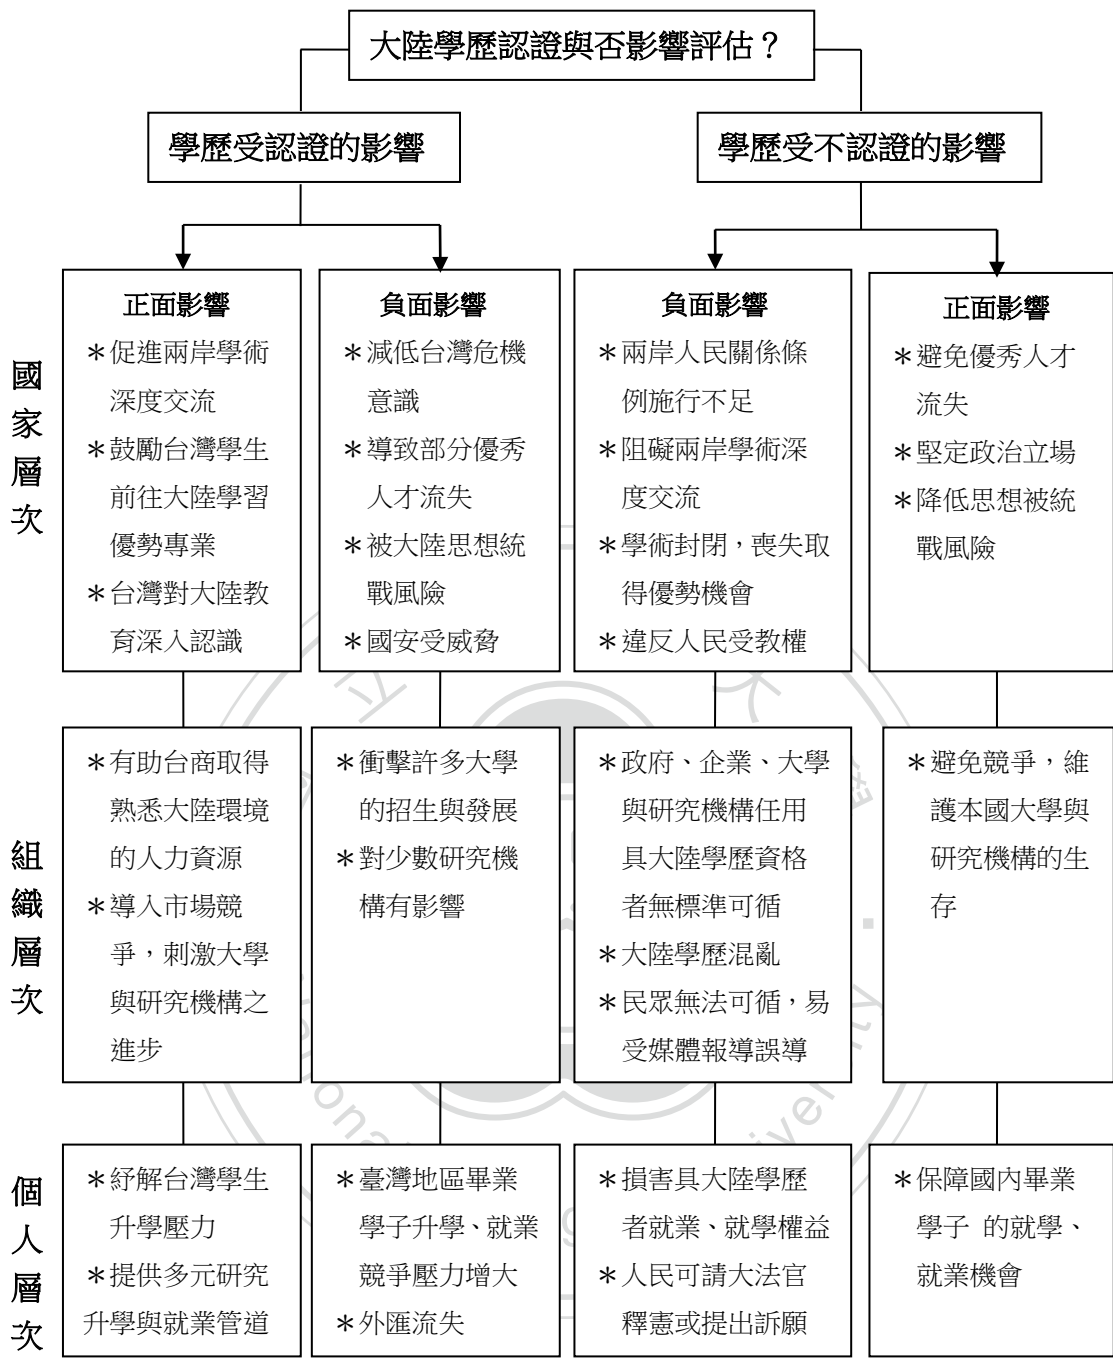 大陸學歷認證與否影響評估？
學歷受認證的影響
學歷受不認證的影響
國家層次
正面影響
＊促進兩岸學術
深度交流
＊鼓勵台灣學生
前往大陸學習
優勢專業
＊台灣對大陸教
育深入認識
負面影響
＊減低台灣危機
意識
＊導致部分優秀
人才流失
＊被大陸思想統
戰風險
＊國安受威脅
負面影響
＊兩岸人民關係條
例施行不足
＊阻礙兩岸學術深
度交流
＊學術封閉，喪失取
得優勢機會
＊違反人民受教權
正面影響
＊避免優秀人才
流失
＊堅定政治立場
＊降低思想被統
戰風險
組織層次
＊有助台商取得
熟悉大陸環境
的人力資源
＊導入市場競
爭，刺激大學
與研究機構之
進步
＊衝擊許多大學
的招生與發展
＊對少數研究機
構有影響
＊政府、企業、大學
與研究機構任用
具大陸學歷資格
者無標準可循
＊大陸學歷混亂
＊民眾無法可循，易
受媒體報導誤導
＊避免競爭，維
護本國大學與
研究機構的生
存
個人層次
＊紓解台灣學生
升學壓力
＊提供多元研究
升學與就業管道
＊臺灣地區畢業
學子升學、就業
競爭壓力增大
＊外匯流失
＊損害具大陸學歷
者就業、就學權益
＊人民可請大法官
釋憲或提出訴願
＊保障國內畢業
學子 的就學、
就業機會